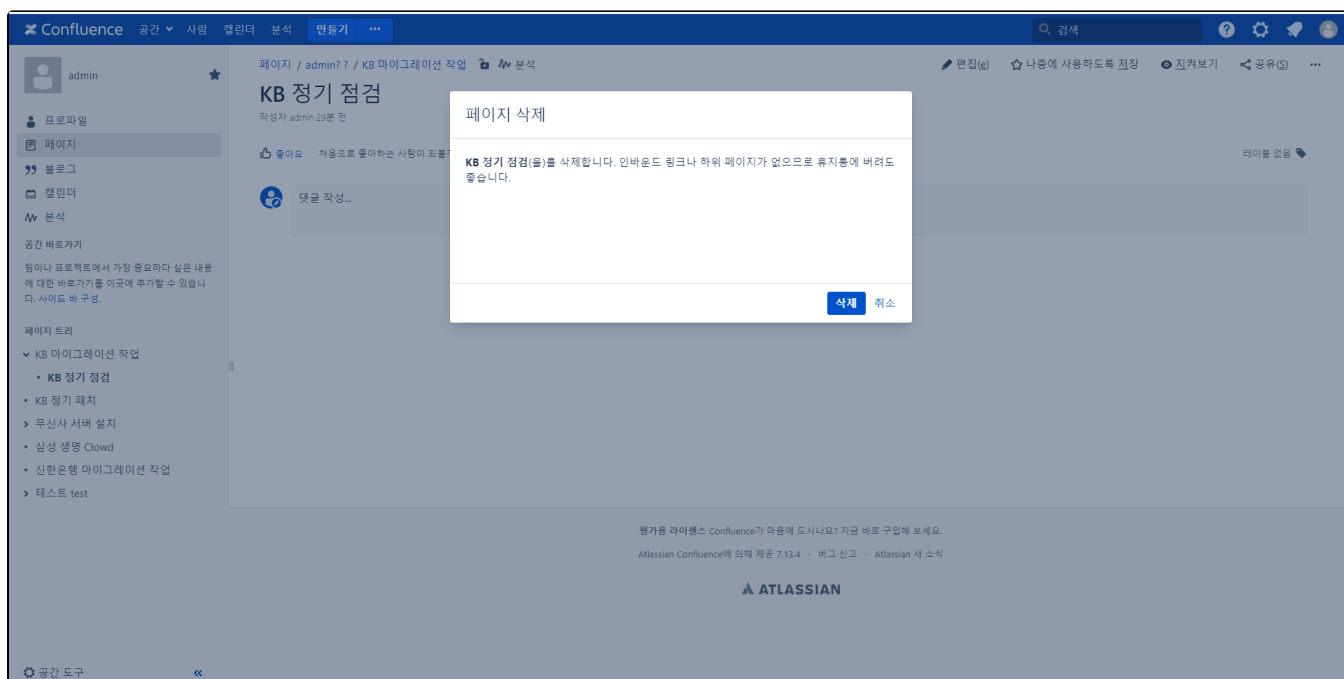 Confluence 공간 사람 캘린더 분석 만들기 ••• 검색
admin
페이지 / admin? ? / KB 마이그레이션 작업 분석
편집(e) 나중에 사용하도록 저장 지켜보기 공유(S) •••
KB 정기 점검
작성자 admin 29분 전
좋아요 처음으로 좋아하는 사람이 되볼
레이블 없음
댓글 작성...
프로파일
페이지
블로그
캘린더
분석
공간 바로가기
팀이나 프로젝트에서 가장 중요하다 싶은 내용
에 대한 바로가기를 이곳에 추가할 수 있습니
다. 사이드 바 구성.
페이지 트리
KB 마이그레이션 작업
• KB 정기 점검
• KB 정기 패치
무신사 서버 설치
• 삼성 생명 Clowd
• 신한은행 마이그레이션 작업
테스트 test
공간 도구 «
페이지 삭제
KB 정기 점검(을)를 삭제합니다. 인바운드 링크나 하위 페이지가 없으므로 휴지통에 버려도
좋습니다.
삭제 취소
평가용 라이센스 Confluence가 마음에 드시나요? 지금 바로 구입해 보세요.
Atlassian Confluence에 의해 제공 7.13.4 · 버그 신고 · Atlassian 새 소식
ATLASSIAN